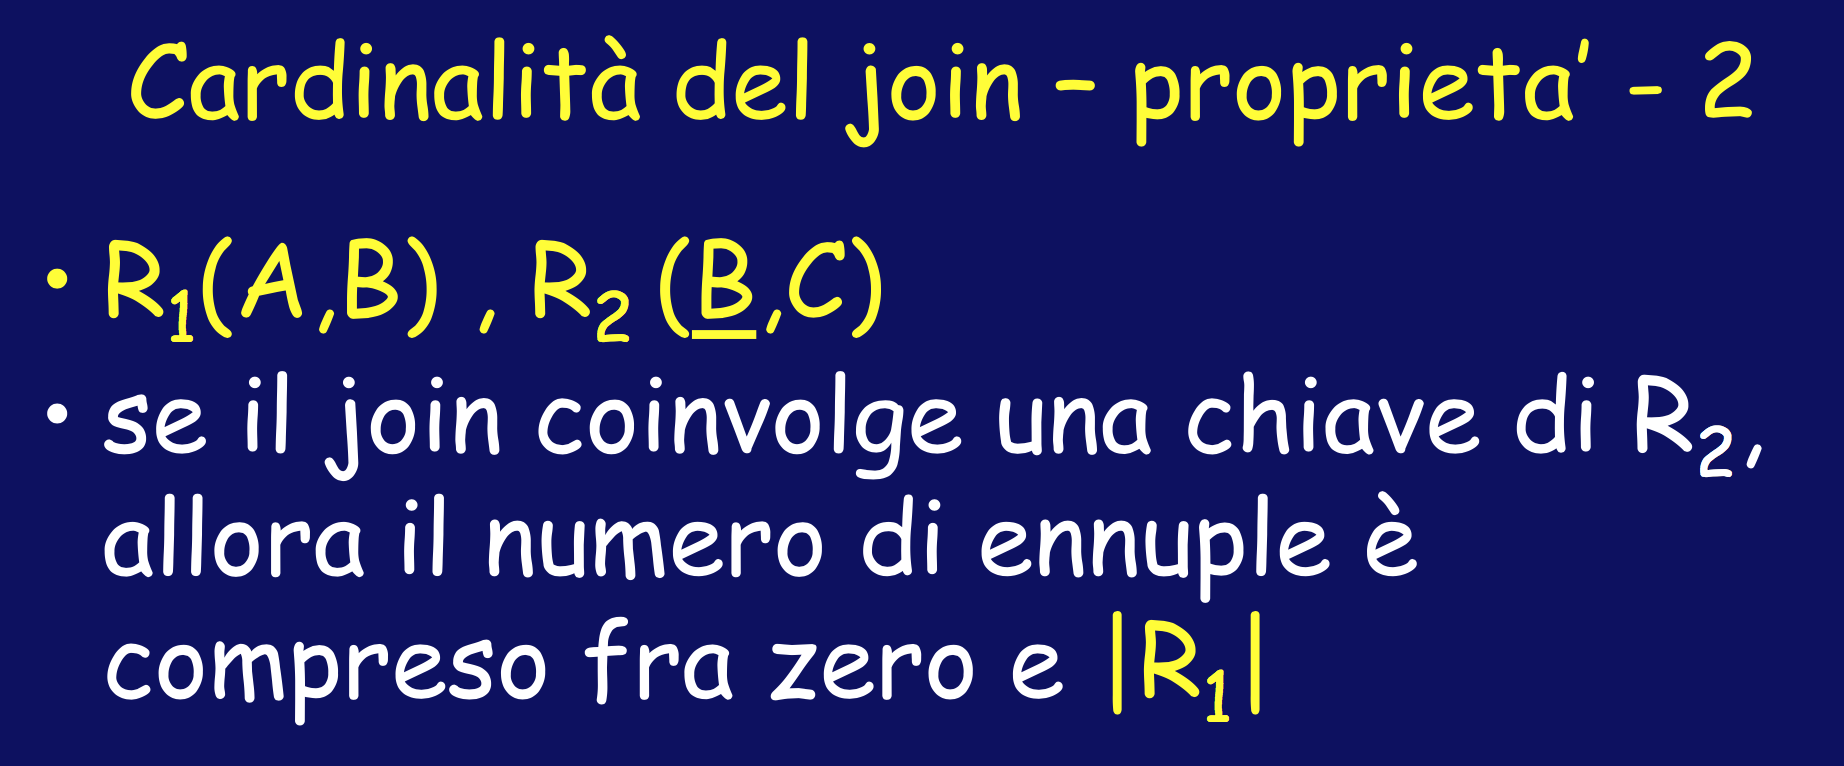 Cardinalità del join – proprieta’ - 2
• R₁(A,B) , R₂ (B,C)
• se il join coinvolge una chiave di R₂,
allora il numero di ennuple è
compreso fra zero e |R₁|